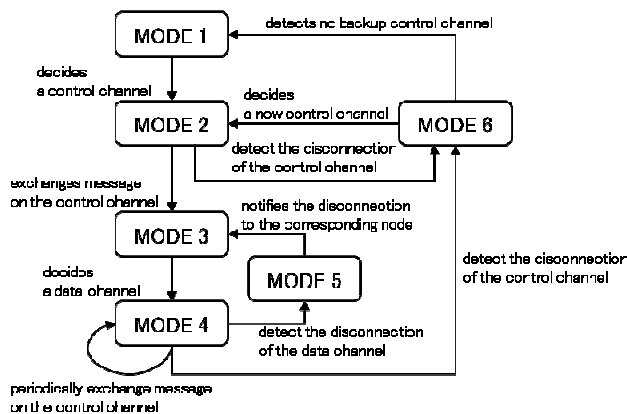 detects no backup control channel
MODE 1
decides
a control channel
decides
a now control channel
MODE 2
MODE 6
detect the disconnection
of the control channel
exchanges message
on the control channel
notifies the disconnection
to the corresponding node
MODE 3
detect the disconnection
of the control channel
decides
a data channel
MODE 5
MODE 4
detect the disconnection
of the data channel
periodically exchange message
on the control channel